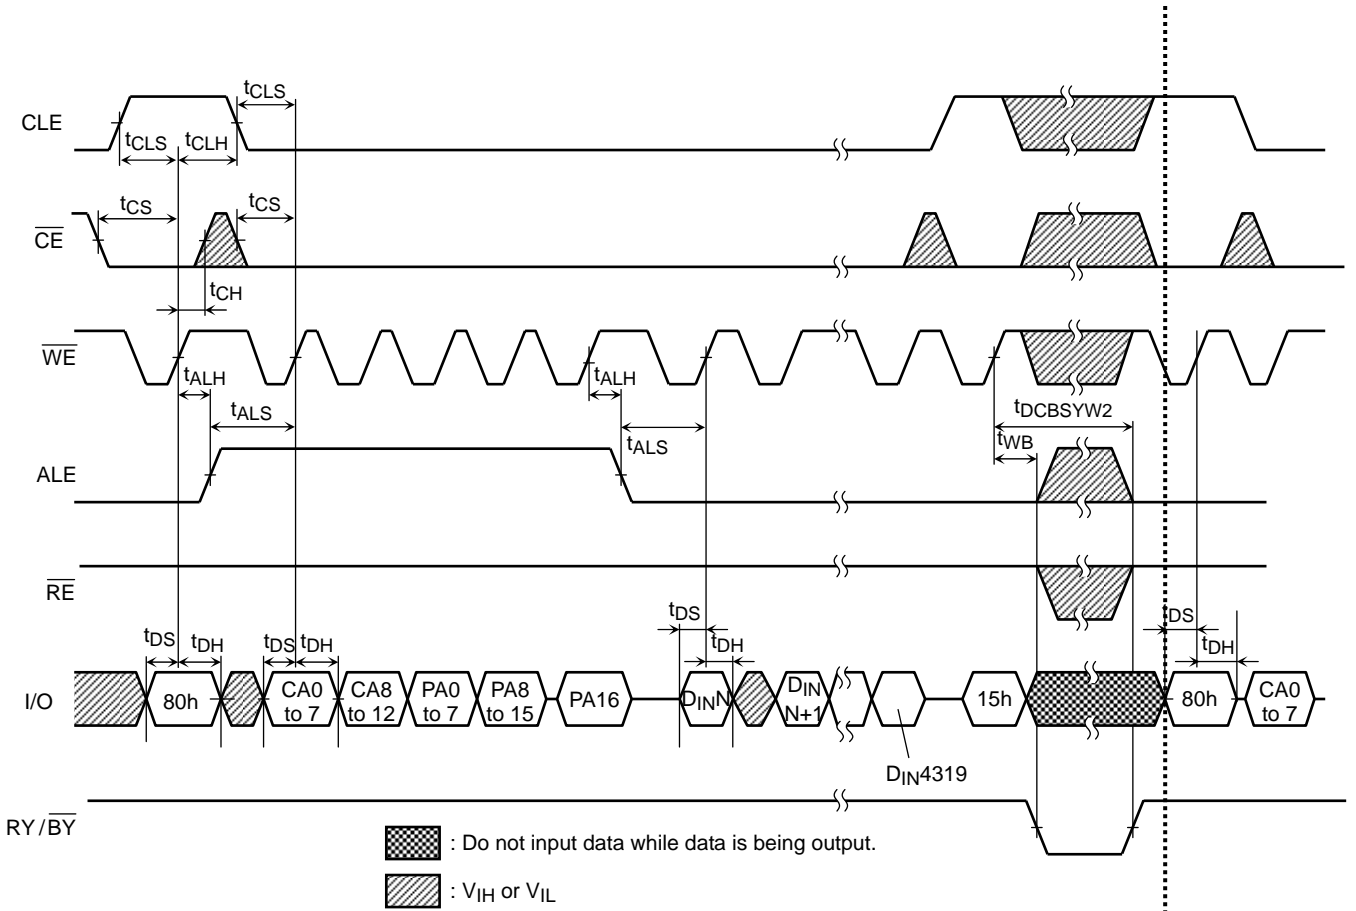 tCLS
CLE
tCLS
tCLH
tCS
tCS
CE
tCH
WE
tALH
tALH
tDCBSYW2
tALS
tALS
tWB
ALE
RE
tDS
tDH
tDS
tDH
tDS
tDH
tDS
tDH
I/O
80h
CA0
to 7
CA8
to 12
PA0
to 7
PA8
to 15
PA16
DINN
DIN
N+1
15h
80h
CA0
to 7
DIN4319
RY/BY
: Do not input data while data is being output.
: VIH or VIL